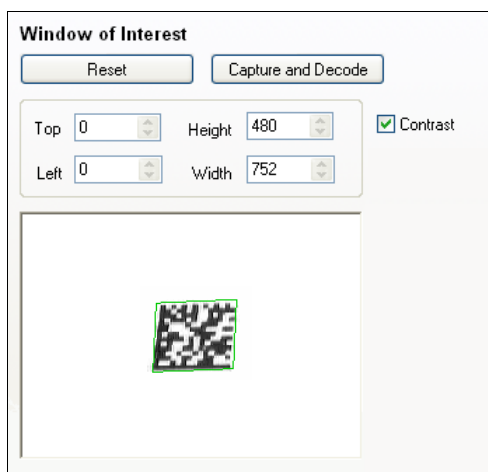 Window of Interest
Reset Capture and Decode
Top 0 Height 480 Contrast
Left 0 Width 752